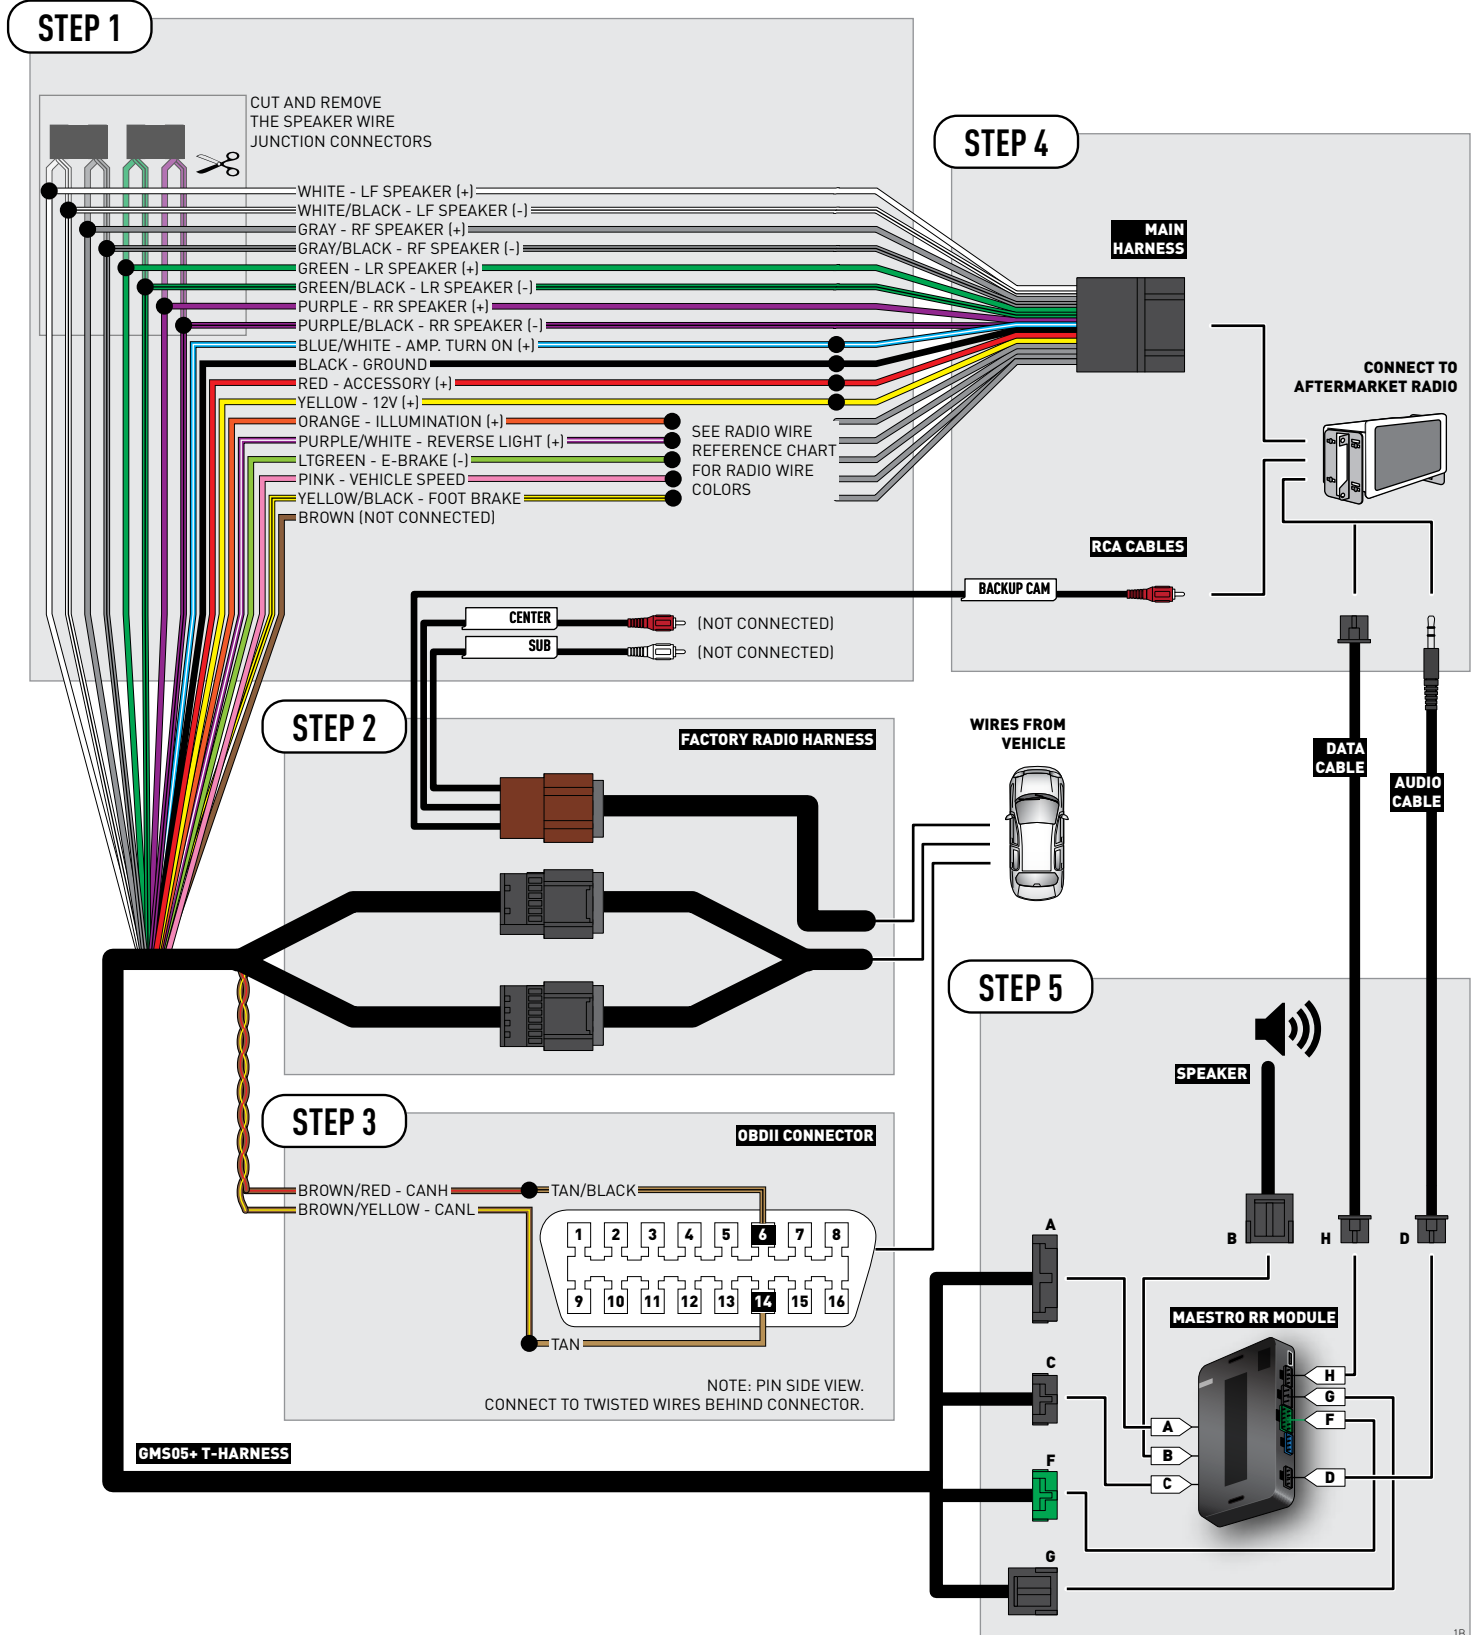 STEP 1
CUT AND REMOVE
THE SPEAKER WIRE
JUNCTION CONNECTORS
WHITE - LF SPEAKER (+)
WHITE/BLACK - LF SPEAKER (-)
GRAY - RF SPEAKER (+)
GRAY/BLACK - RF SPEAKER (-)
GREEN - LR SPEAKER (+)
GREEN/BLACK - LR SPEAKER (-)
PURPLE - RR SPEAKER (+)
PURPLE/BLACK - RR SPEAKER (-)
BLUE/WHITE - AMP. TURN ON (+)
BLACK - GROUND
RED - ACCESSORY (+)
YELLOW - 12V (+)
ORANGE - ILLUMINATION (+)
PURPLE/WHITE - REVERSE LIGHT (+)
LTGREEN - E-BRAKE (-)
PINK - VEHICLE SPEED
YELLOW/BLACK - FOOT BRAKE
BROWN (NOT CONNECTED)
SEE RADIO WIRE
REFERENCE CHART
FOR RADIO WIRE
COLORS
CENTER
(NOT CONNECTED)
SUB
(NOT CONNECTED)
STEP 4
MAIN
HARNESS
CONNECT TO
AFTERMARKET RADIO
RCA CABLES
BACKUP CAM
DATA
CABLE
AUDIO
CABLE
STEP 2
FACTORY RADIO HARNESS
WIRES FROM
VEHICLE
STEP 3
OBDII CONNECTOR
BROWN/RED - CANH
TAN/BLACK
BROWN/YELLOW - CANL
1 2 3 4 5 6 7 8
9 10 11 12 13 14 15 16
TAN
NOTE: PIN SIDE VIEW.
CONNECT TO TWISTED WIRES BEHIND CONNECTOR.
GMS05+ T-HARNESS
STEP 5
SPEAKER
A
B
H
D
MAESTRO RR MODULE
C
H
G
F
A
B
D
C
F
G
1B